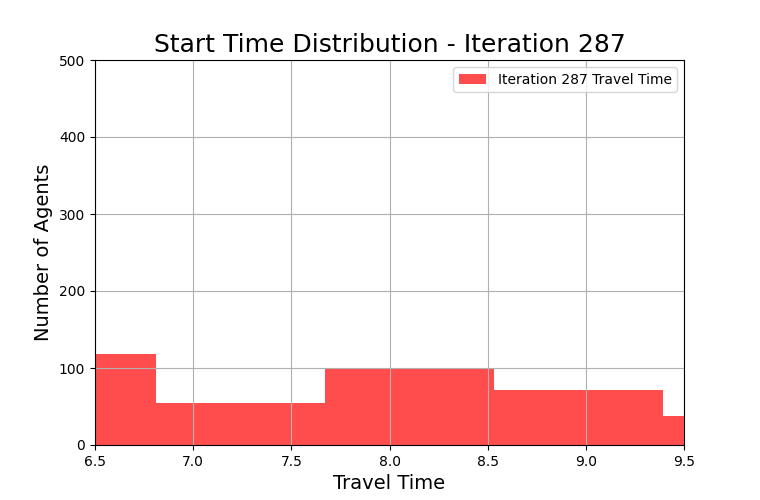 Start Time Distribution - Iteration 287
500
400
300
200
100
0
Number of Agents
Iteration 287 Travel Time
6.5 7.0 7.5 8.0 8.5 9.0 9.5
Travel Time